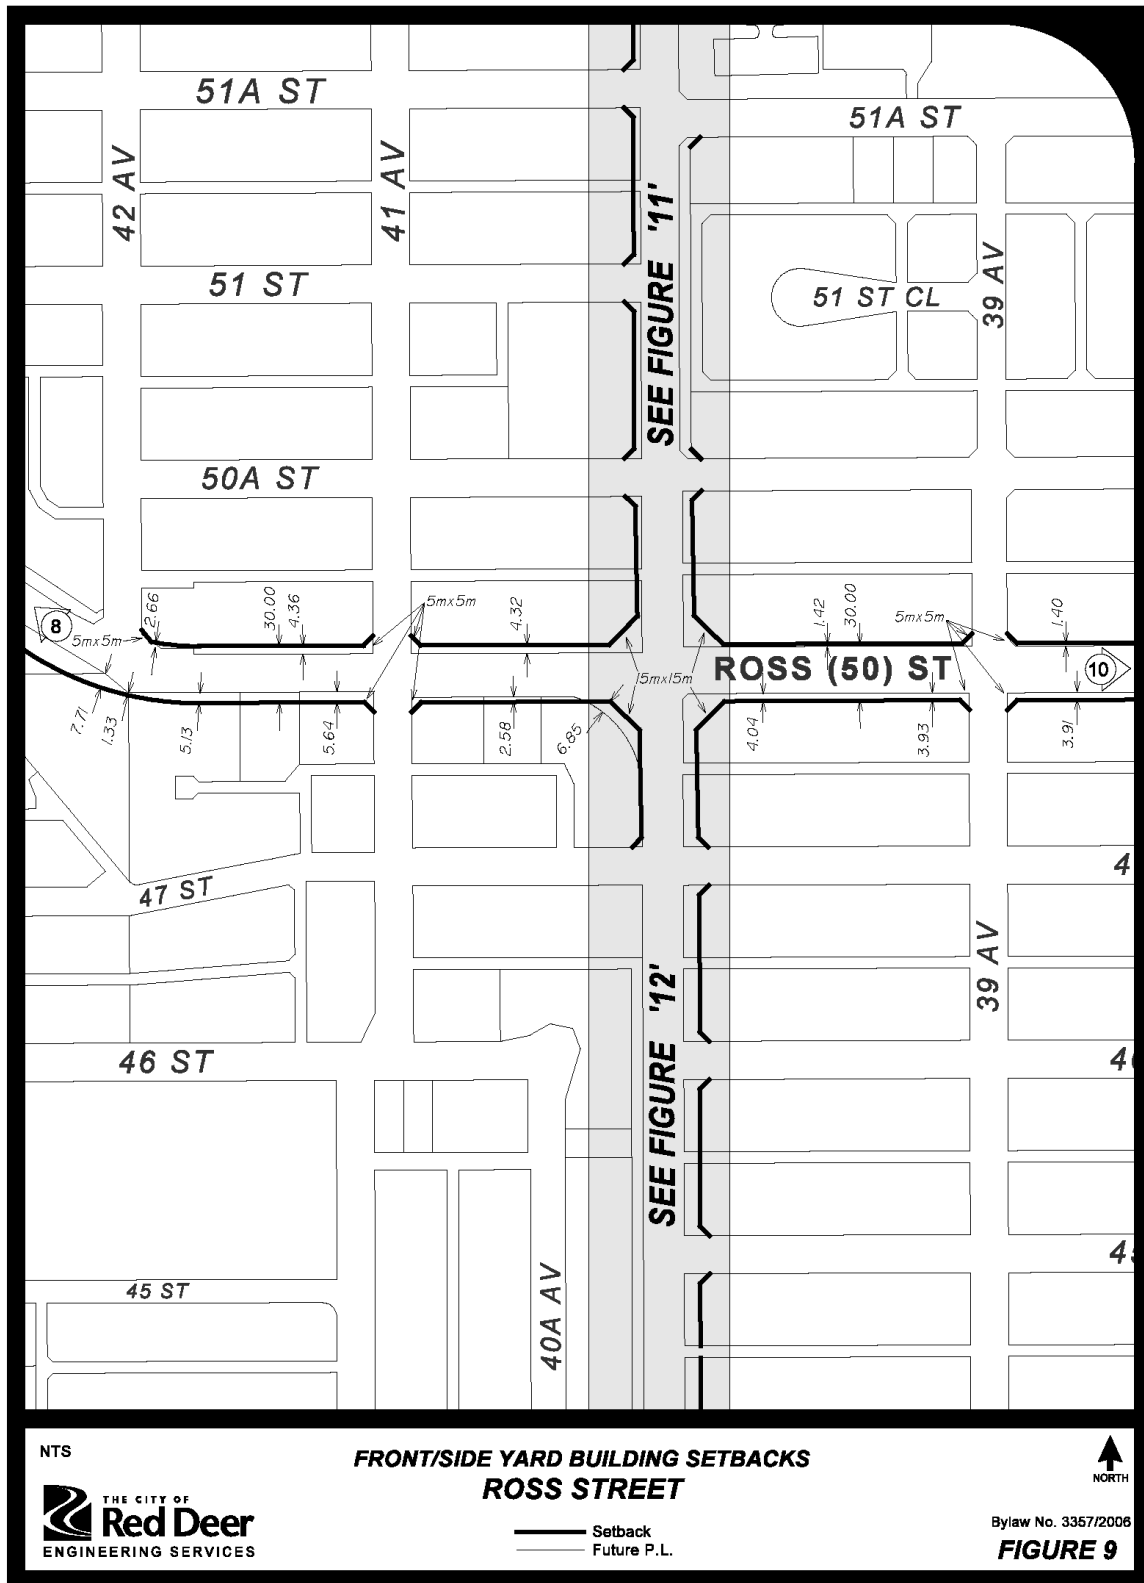 51A ST
51A ST
42 AV
41 AV
SEE FIGURE '11'
39 AV
51 ST
51 ST CL
50A ST
2.66
30.00
4.36
5mx5m
4.32
1.42
30.00
5mx5m
1.40
8
5mx5m
15mx15m
ROSS (50) ST
10
7.71
1.33
5.13
5.64
2.58
6.85
4.04
3.93
3.91
47 ST
4
39 AV
SEE FIGURE '12'
46 ST
4
45 ST
40A AV
NTS
FRONT/SIDE YARD BUILDING SETBACKS
ROSS STREET
NORTH
THE CITY OF
Red Deer
ENGINEERING SERVICES
Setback
Future P.L.
Bylaw No. 3357/2006
FIGURE 9